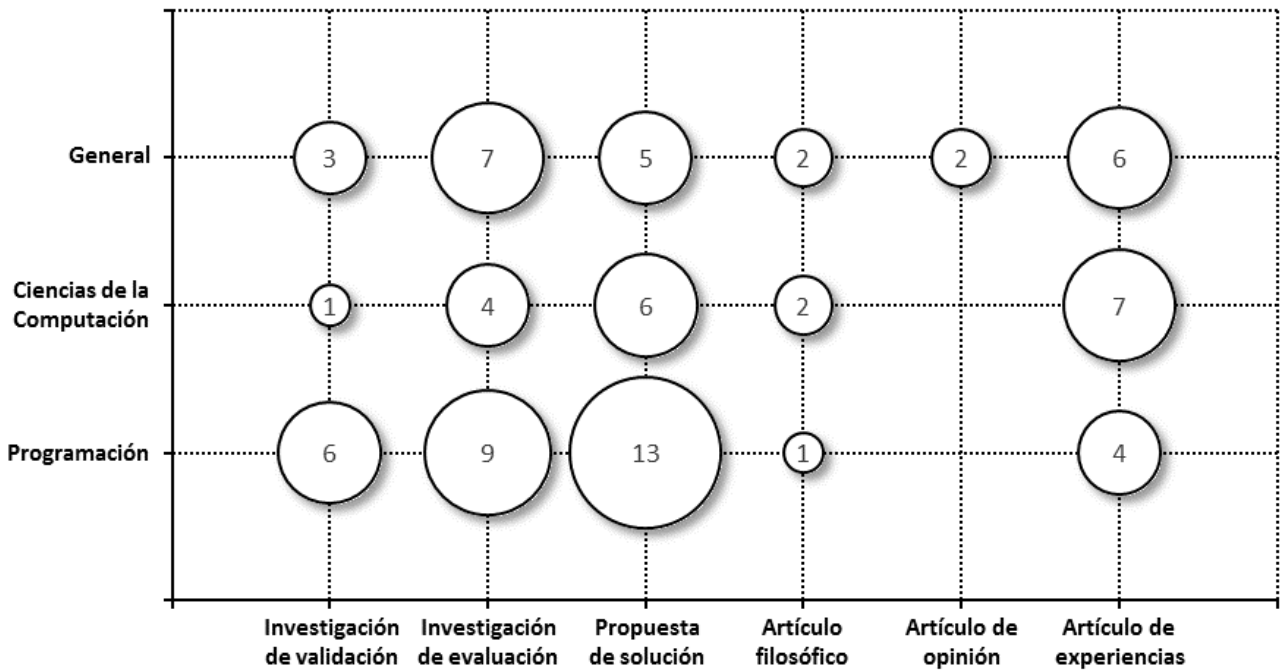 General
3
7
5
2
2
6
Ciencias de la
Computación
1
4
6
2
7
Programación
6
9
13
1
4
Investigación
de validación
Investigación
de evaluación
Propuesta
de solución
Artículo
filosófico
Artículo de
opinión
Artículo de
experiencias